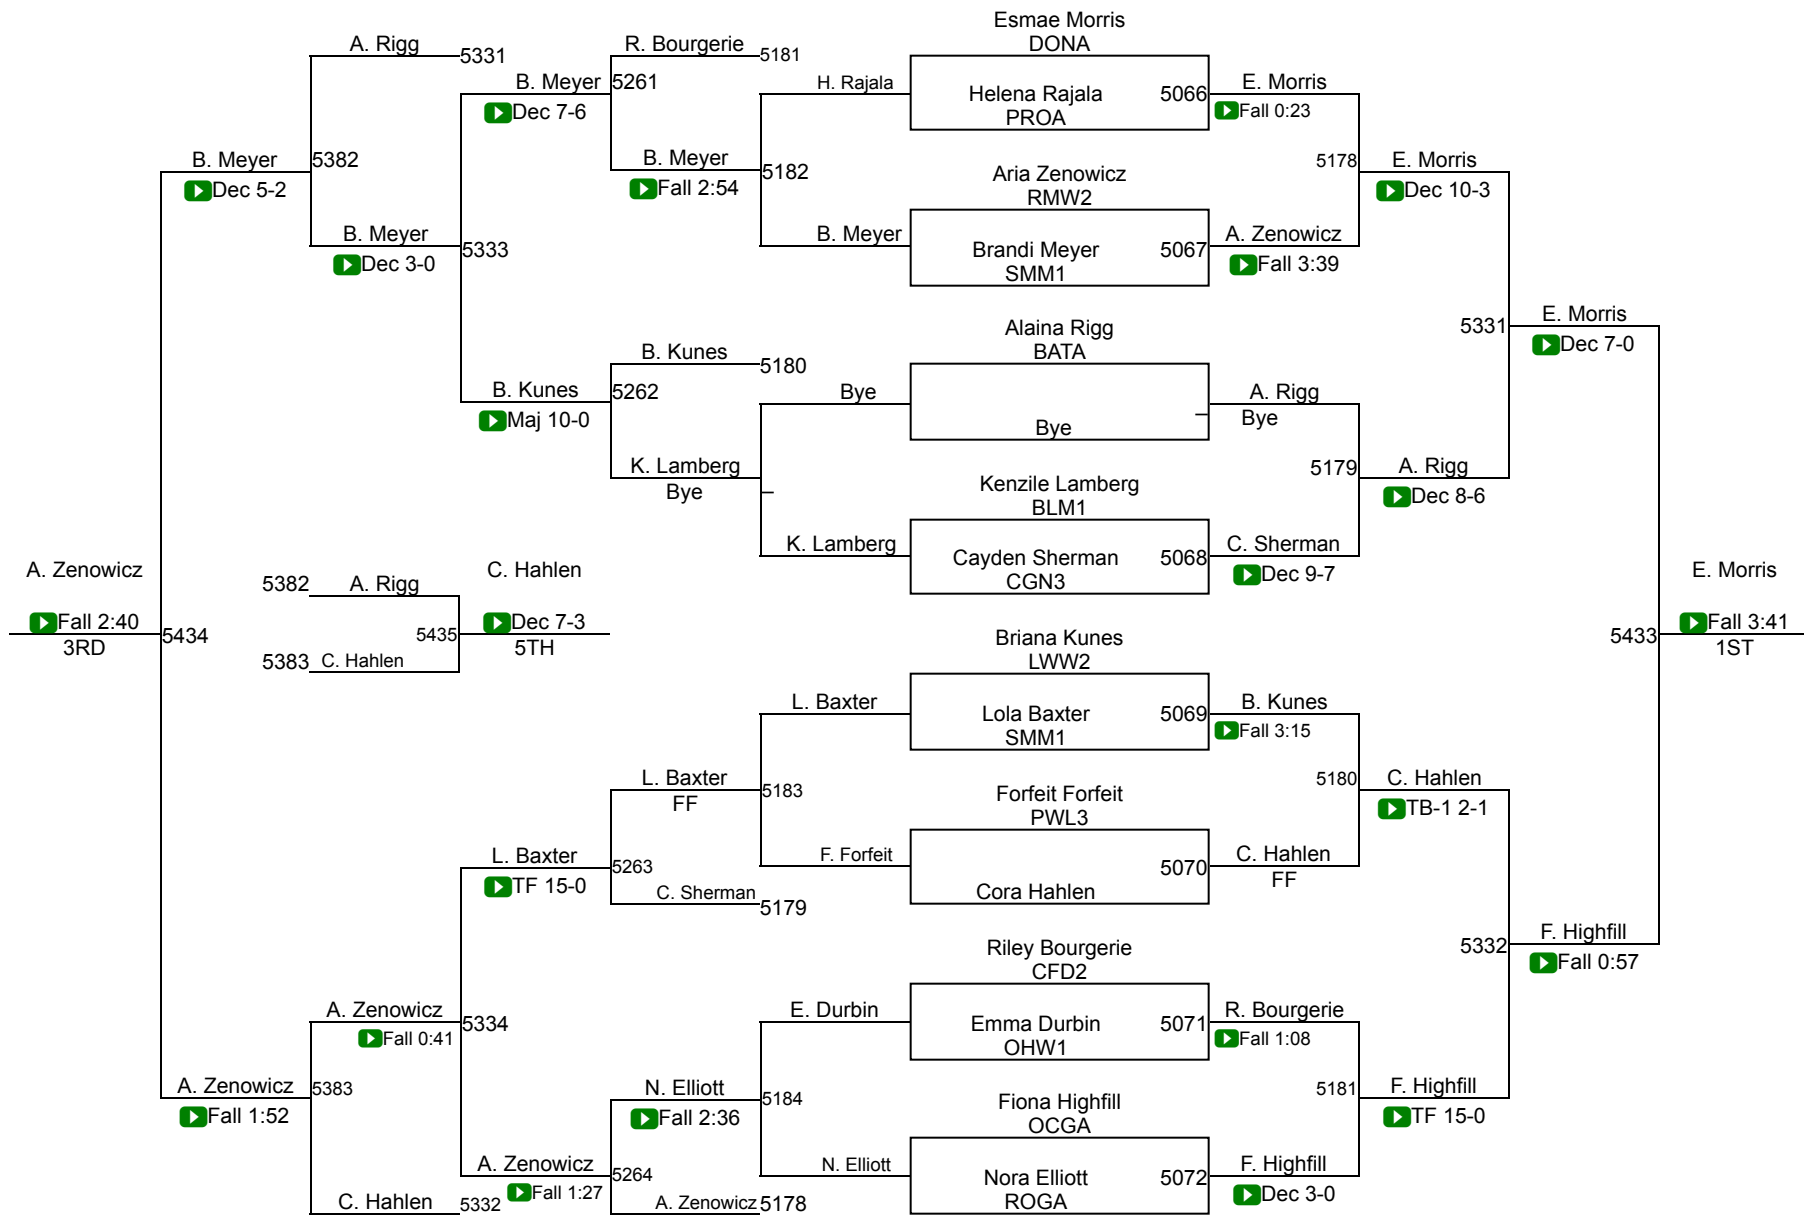 Esmae Morris
DONA
A. Rigg
5331
R. Bourgerie
5181
B. Meyer
5261
Dec 7-6
H. Rajala
Helena Rajala
PROA
5066
E. Morris
Fall 0:23
B. Meyer
5382
Dec 5-2
B. Meyer
5182
Fall 2:54
Aria Zenowicz
RMW2
5178
E. Morris
Dec 10-3
B. Meyer
5333
Dec 3-0
B. Meyer
Brandi Meyer
SMM1
5067
A. Zenowicz
Fall 3:39
Alaina Rigg
BATA
5331
E. Morris
Dec 7-0
B. Kunes
5180
B. Kunes
5262
Maj 10-0
Bye
Bye
A. Rigg
Bye
K. Lamberg
Bye
Kenzile Lamberg
BLM1
5179
A. Rigg
Dec 8-6
K. Lamberg
Cayden Sherman
CGN3
5068
C. Sherman
Dec 9-7
A. Zenowicz
Fall 2:40
3RD
5434
5382
A. Rigg
5383
C. Hahlen
5435
C. Hahlen
Dec 7-3
5TH
E. Morris
5433
Fall 3:41
1ST
Briana Kunes
LWW2
L. Baxter
Lola Baxter
SMM1
5069
B. Kunes
Fall 3:15
L. Baxter
FF
5183
Forfeit Forfeit
PWL3
5180
C. Hahlen
TB-1 2-1
L. Baxter
5263
TF 15-0
F. Forfeit
Cora Hahlen
5070
C. Hahlen
FF
C. Sherman
5179
Riley Bourgerie
CFD2
5332
F. Highfill
Fall 0:57
A. Zenowicz
5334
Fall 0:41
E. Durbin
Emma Durbin
OHW1
5071
R. Bourgerie
Fall 1:08
A. Zenowicz
5383
Fall 1:52
N. Elliott
5184
Fall 2:36
Fiona Highfill
OCGA
5181
F. Highfill
TF 15-0
A. Zenowicz
5264
Fall 1:27
N. Elliott
Nora Elliott
ROGA
5072
F. Highfill
Dec 3-0
C. Hahlen
5332
A. Zenowicz
5178